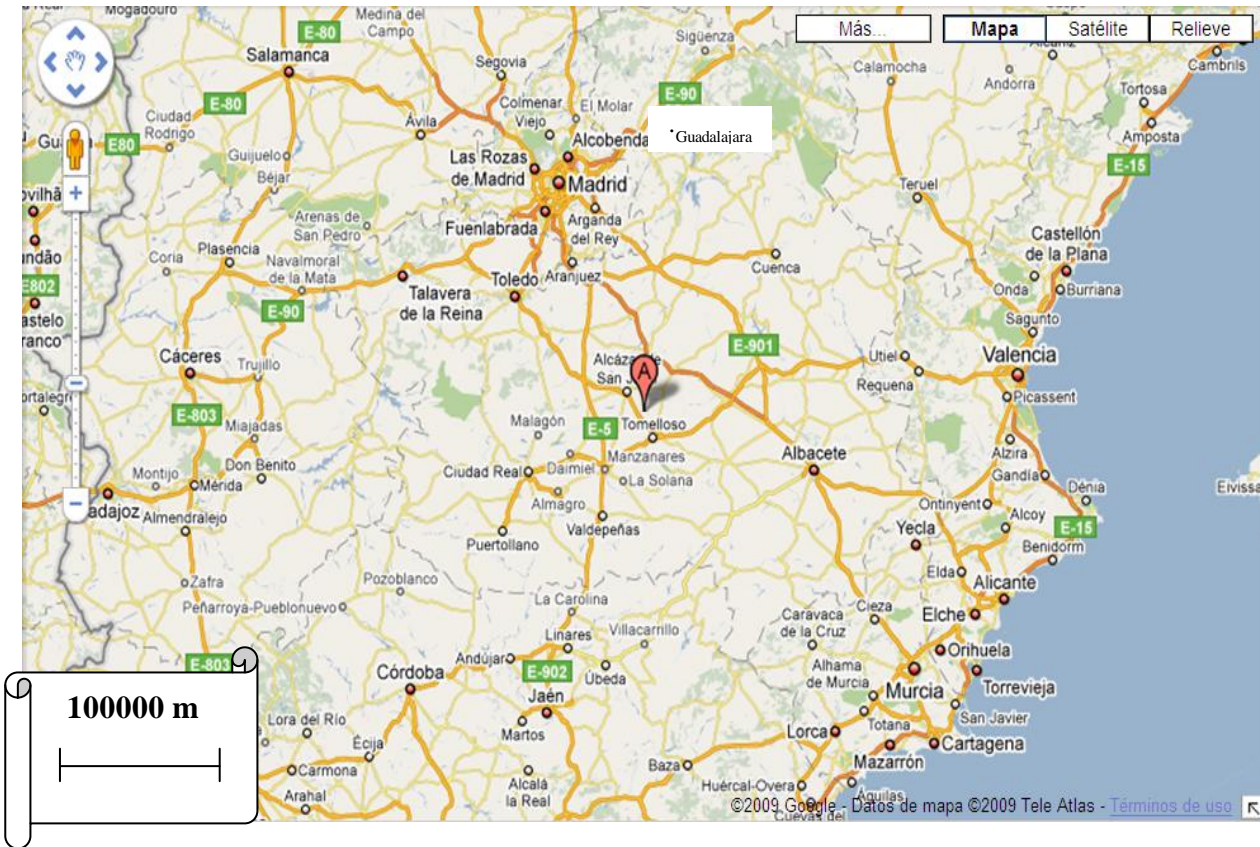 Mogadouro
Medina del
Campo
E-80
Más...
Mapa
Satélite
Relieve
Salamanca
Segovia
Sigüenza
Calamocha
Andorra
Cambrils
Tortosa
Amposta
E-80
Ciudad
Rodrigo
E80
Ávila
Colmenar
Viejo
El Molar
E-90
Guadalajara
Alcobenda
Guijuelo
Béjar
Las Rozas
de Madrid
Madrid
E-15
Teruel
Arenas de
San Pedro
Fuenlabrada
Arganda
del Rey
Castellón
de la Plana
Coria
Plasencia
Navalmoral
de la Mata
Toledo
Aranjuez
Cuenca
Onda
Burriana
E802
E-90
Talavera
de la Reina
Sagunto
Cáceres
Trujillo
E-901
Utiel
Requena
Valencia
Picassent
A
E-803
Miajadas
Malagón
E-5
Tomelloso
Alzira
Montijo
Mérida
Don Benito
Ciudad Real
Daimiel
Manzanares
La Solana
Albacete
Gandía
Dénia
Eivissa
Almendralejo
Almagro
Valdepeñas
Puertollano
Ontinyent
Alcoy
Yecla
E-15
Benidorm
Zafra
Pozoblanco
Elda
Alicante
Peñarroya-Pueblonuevo
La Carolina
Caravaca
de la Cruz
Cieza
Elche
Linares
Villacarrillo
Orihuela
E-803
Córdoba
Andújar
E-902
Úbeda
Alhama
de Murcia
Murcia
Torrevieja
100000 m
Jaén
Martos
San Javier
Lora del Río
Écija
Lorca
Totana
Cartagena
Mazarrón
Carmona
Arahal
Alcalá
la Real
Baza
Huércal-Overa
Águilas
Cuevas del
©2009 Google - Datos de mapa ©2009 Tele Atlas - Términos de uso